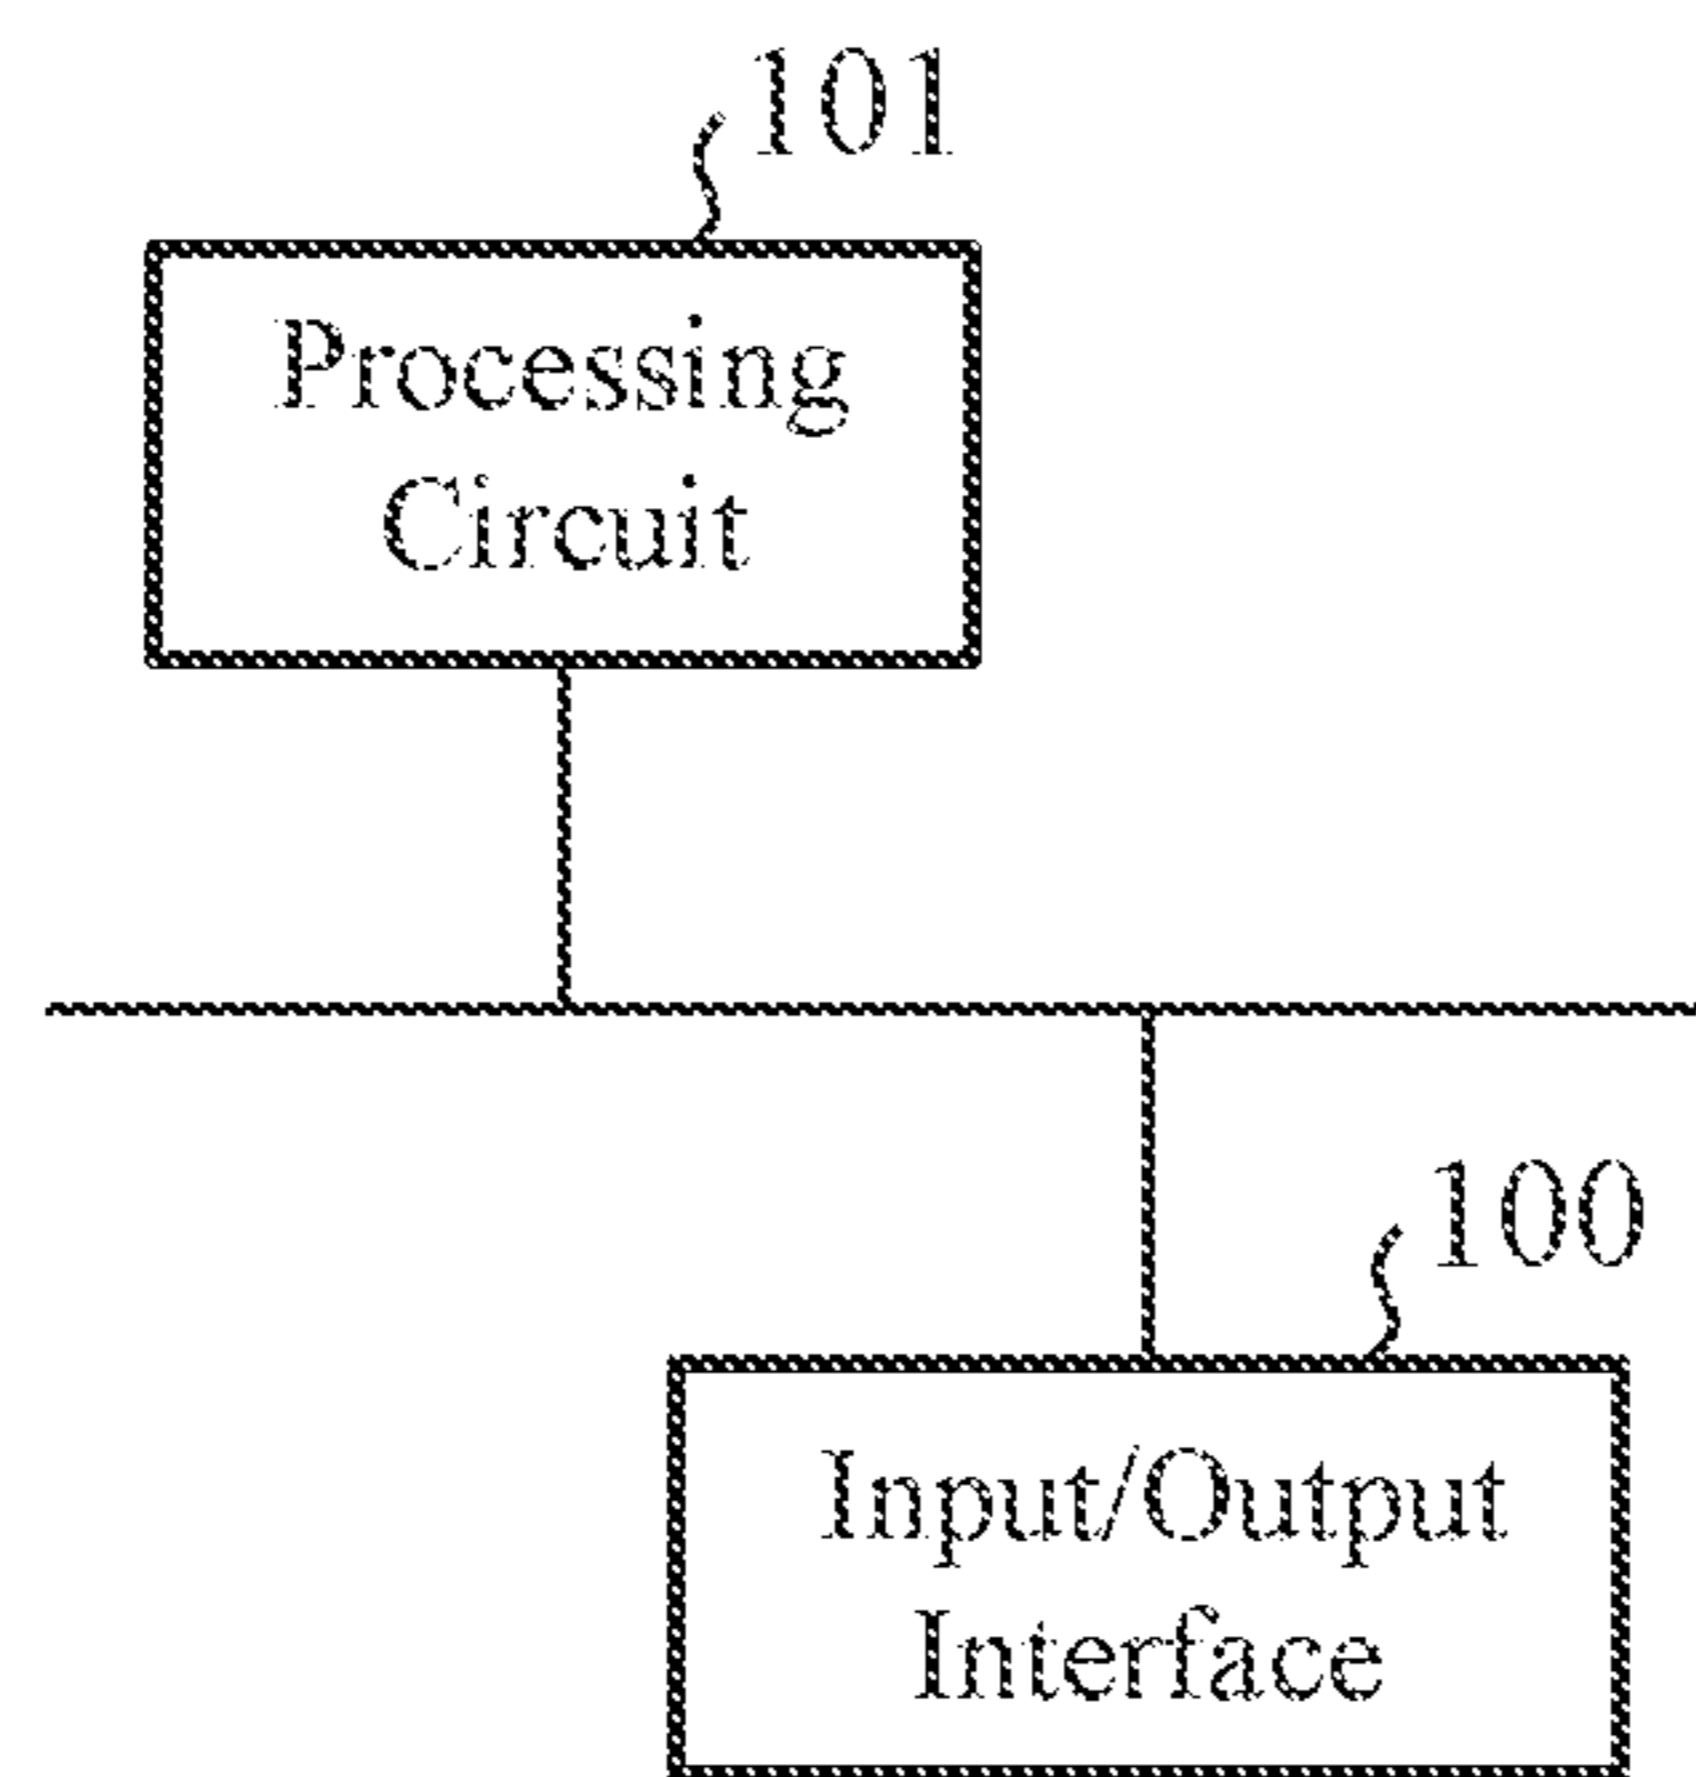 101
Processing
Circuit
100
Input/Output
Interface